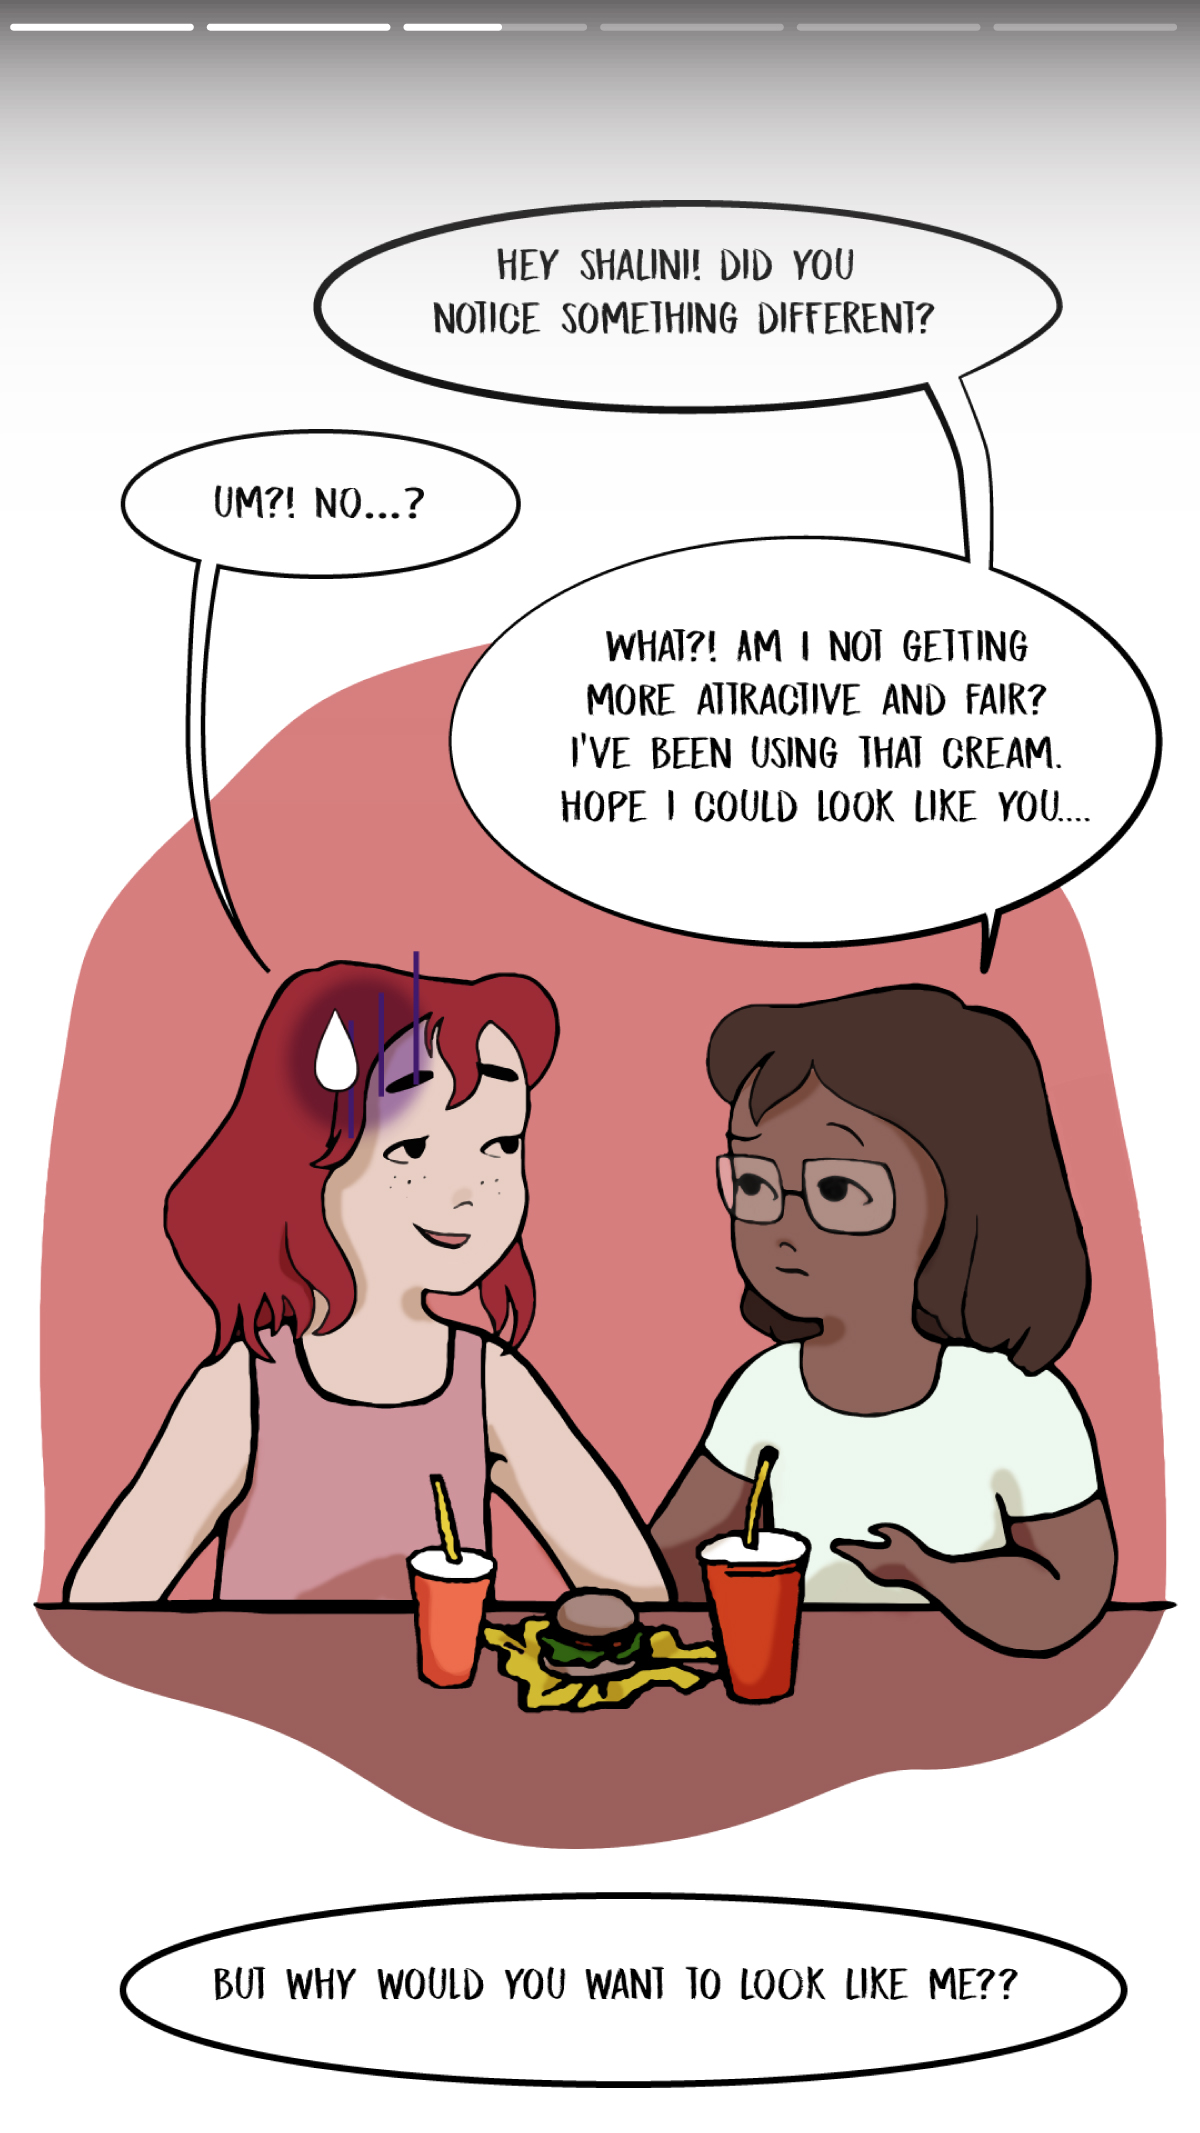 HEY SHALINI! DID YOU
NOTICE SOMETHING DIFFERENT?
UM?! NO...?
WHAT?! AM I NOT GETTING
MORE ATTRACTIVE AND FAIR?
I'VE BEEN USING THAT CREAM.
HOPE I COULD LOOK LIKE YOU....
BUT WHY WOULD YOU WANT TO LOOK LIKE ME??